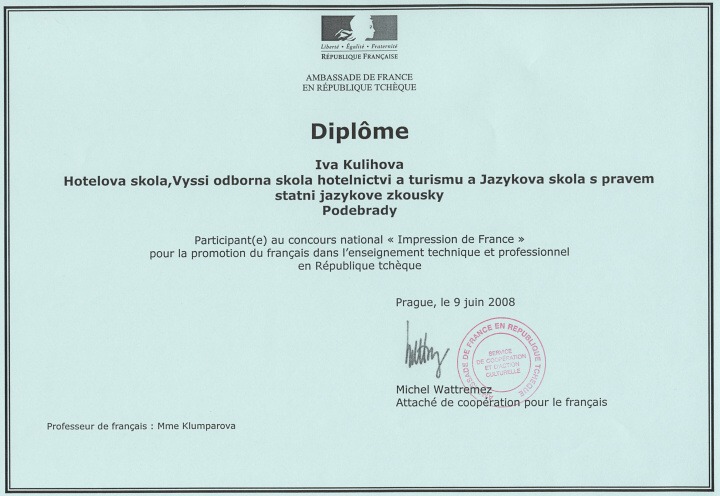 Liberté • Égalité • Fraternité
RÉPUBLIQUE FRANÇAISE
AMBASSADE DE FRANCE
EN RÉPUBLIQUE TCHÈQUE
Diplôme
Iva Kulihova
Hotelova skola,Vyssi odborna skola hotelnictvi a turismu a Jazykova skola s pravem
statni jazykove zkousky
Podebrady
Participant(e) au concours national « Impression de France »
pour la promotion du français dans l'enseignement technique et professionnel
en République tchèque
Prague, le 9 juin 2008
AMBASSADE DE FRANCE EN REPUBLIQUE TCHEQUE
SERVICE
DE COOPÉRATION
ET D'ACTION
CULTURELLE
Michel Wattremez
Attaché de coopération pour le français
Professeur de français : Mme Klumparova